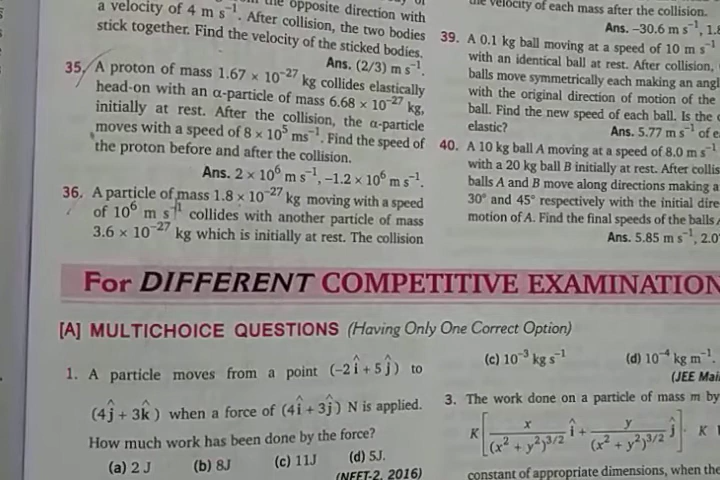 the opposite direction with
a velocity of 4 m s⁻¹. After collision, the two bodies
stick together. Find the velocity of the sticked bodies.
Ans. (2/3) m s⁻¹.
35. A proton of mass 1.67 × 10⁻²⁷ kg collides elastically
head-on with an α-particle of mass 6.68 × 10⁻²⁷ kg,
initially at rest. After the collision, the α-particle
moves with a speed of 8 × 10⁵ ms⁻¹. Find the speed of
the proton before and after the collision.
Ans. 2 × 10⁶ m s⁻¹, −1.2 × 10⁶ m s⁻¹.
36. A particle of mass 1.8 × 10⁻²⁷ kg moving with a speed
of 10⁶ m s⁻¹ collides with another particle of mass
3.6 × 10⁻²⁷ kg which is initially at rest. The collision
velocity of each mass after the collision.
Ans. −30.6 m s⁻¹, 1.8
39. A 0.1 kg ball moving at a speed of 10 m s⁻¹
with an identical ball at rest. After collision,
balls move symmetrically each making an angl
with the original direction of motion of the
ball. Find the new speed of each ball. Is the
elastic?
Ans. 5.77 m s⁻¹ of e
40. A 10 kg ball A moving at a speed of 8.0 m s⁻¹
with a 20 kg ball B initially at rest. After collis
balls A and B move along directions making a
30° and 45° respectively with the initial dire
motion of A. Find the final speeds of the balls
Ans. 5.85 m s⁻¹, 2.0
For DIFFERENT COMPETITIVE EXAMINATION
[A] MULTICHOICE QUESTIONS (Having Only One Correct Option)
1. A particle moves from a point (−2î + 5ĵ) to
(4ĵ + 3k̂) when a force of (4î + 3ĵ) N is applied.
How much work has been done by the force?
(a) 2 J (b) 8J (c) 11J (d) 5J.
(NEET-2, 2016)
(c) 10⁻³ kg s⁻¹ (d) 10⁻⁴ kg m⁻¹.
(JEE Mai
3. The work done on a particle of mass m by
K[x/(x² + y²)^3/2 î + y/(x² + y²)^3/2 ĵ]. K
constant of appropriate dimensions, when the